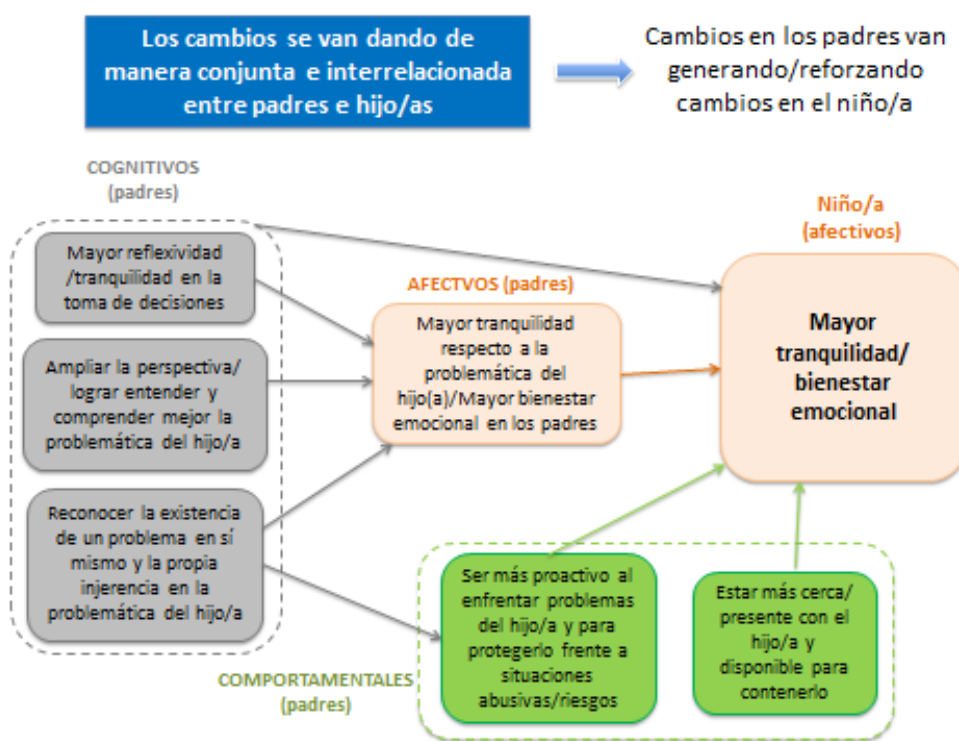 Los cambios se van dando de
manera conjunta e interrelacionada
entre padres e hijo/as
Cambios en los padres van
generando/reforzando
cambios en el niño/a
COGNITIVOS
(padres)
Mayor reflexividad
/tranquilidad en la
toma de decisiones
Ampliar la perspectiva/
lograr entender y
comprender mejor la
problemática del hijo/a
Reconocer la existencia
de un problema en sí
mismo y la propia
injerencia en la
problemática del hijo/a
AFECTVOS (padres)
Mayor tranquilidad
respecto a la
problemática del
hijo(a)/Mayor bienestar
emocional en los padres
Niño/a
(afectivos)
Mayor
tranquilidad/
bienestar
emocional
COMPORTAMENTALES
(padres)
Ser más proactivo al
enfrentar problemas
del hijo/a y para
protegerlo frente a
situaciones
abusivas/riesgos
Estar más cerca/
presente con el
hijo/a y
disponible para
contenerlo